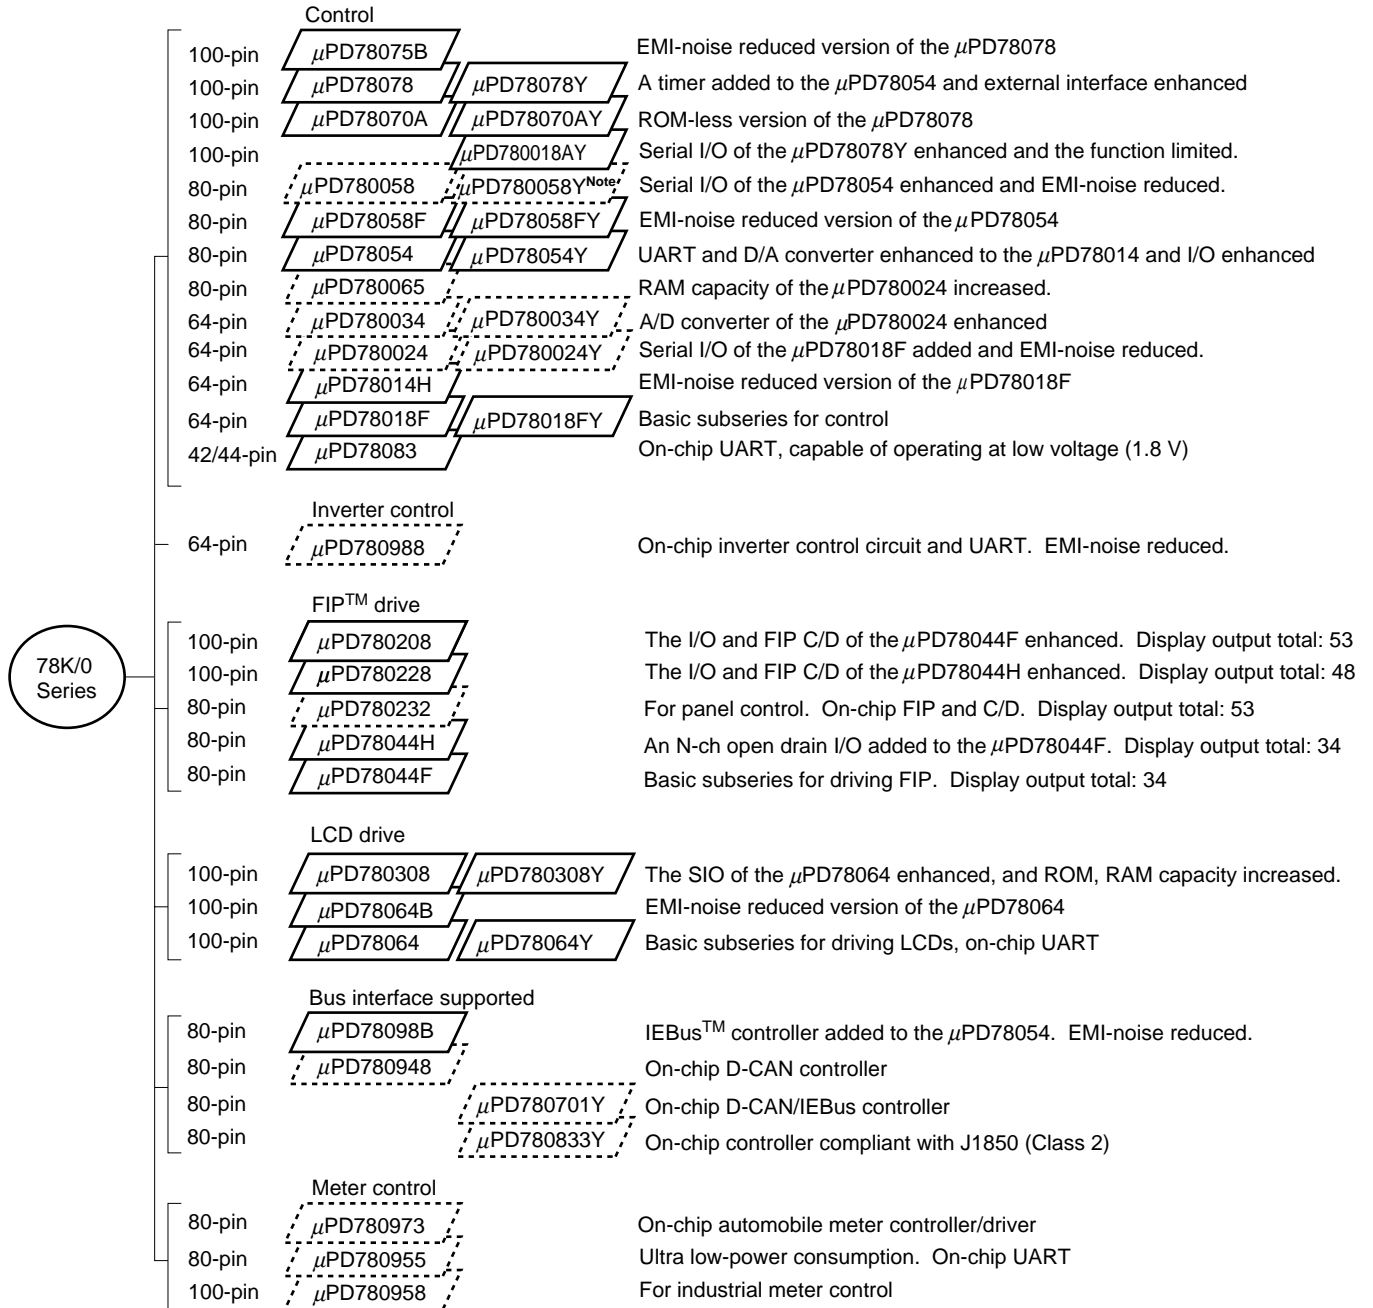 Control
100-pin μPD78075B EMI-noise reduced version of the μPD78078
100-pin μPD78078 μPD78078Y A timer added to the μPD78054 and external interface enhanced
100-pin μPD78070A μPD78070AY ROM-less version of the μPD78078
100-pin μPD780018AY Serial I/O of the μPD78078Y enhanced and the function limited.
80-pin μPD780058 μPD780058YNote Serial I/O of the μPD78054 enhanced and EMI-noise reduced.
80-pin μPD78058F μPD78058FY EMI-noise reduced version of the μPD78054
80-pin μPD78054 μPD78054Y UART and D/A converter enhanced to the μPD78014 and I/O enhanced
80-pin μPD780065 RAM capacity of the μPD780024 increased.
64-pin μPD780034 μPD780034Y A/D converter of the μPD780024 enhanced
64-pin μPD780024 μPD780024Y Serial I/O of the μPD78018F added and EMI-noise reduced.
64-pin μPD78014H EMI-noise reduced version of the μPD78018F
64-pin μPD78018F μPD78018FY Basic subseries for control
42/44-pin μPD78083 On-chip UART, capable of operating at low voltage (1.8 V)
Inverter control
64-pin μPD780988 On-chip inverter control circuit and UART. EMI-noise reduced.
78K/0 Series
FIPTM drive
100-pin μPD780208 The I/O and FIP C/D of the μPD78044F enhanced. Display output total: 53
100-pin μPD780228 The I/O and FIP C/D of the μPD78044H enhanced. Display output total: 48
80-pin μPD780232 For panel control. On-chip FIP and C/D. Display output total: 53
80-pin μPD78044H An N-ch open drain I/O added to the μPD78044F. Display output total: 34
80-pin μPD78044F Basic subseries for driving FIP. Display output total: 34
LCD drive
100-pin μPD780308 μPD780308Y The SIO of the μPD78064 enhanced, and ROM, RAM capacity increased.
100-pin μPD78064B EMI-noise reduced version of the μPD78064
100-pin μPD78064 μPD78064Y Basic subseries for driving LCDs, on-chip UART
Bus interface supported
80-pin μPD78098B IEBusTM controller added to the μPD78054. EMI-noise reduced.
80-pin μPD780948 On-chip D-CAN controller
80-pin μPD780701Y On-chip D-CAN/IEBus controller
80-pin μPD780833Y On-chip controller compliant with J1850 (Class 2)
Meter control
80-pin μPD780973 On-chip automobile meter controller/driver
80-pin μPD780955 Ultra low-power consumption. On-chip UART
100-pin μPD780958 For industrial meter control